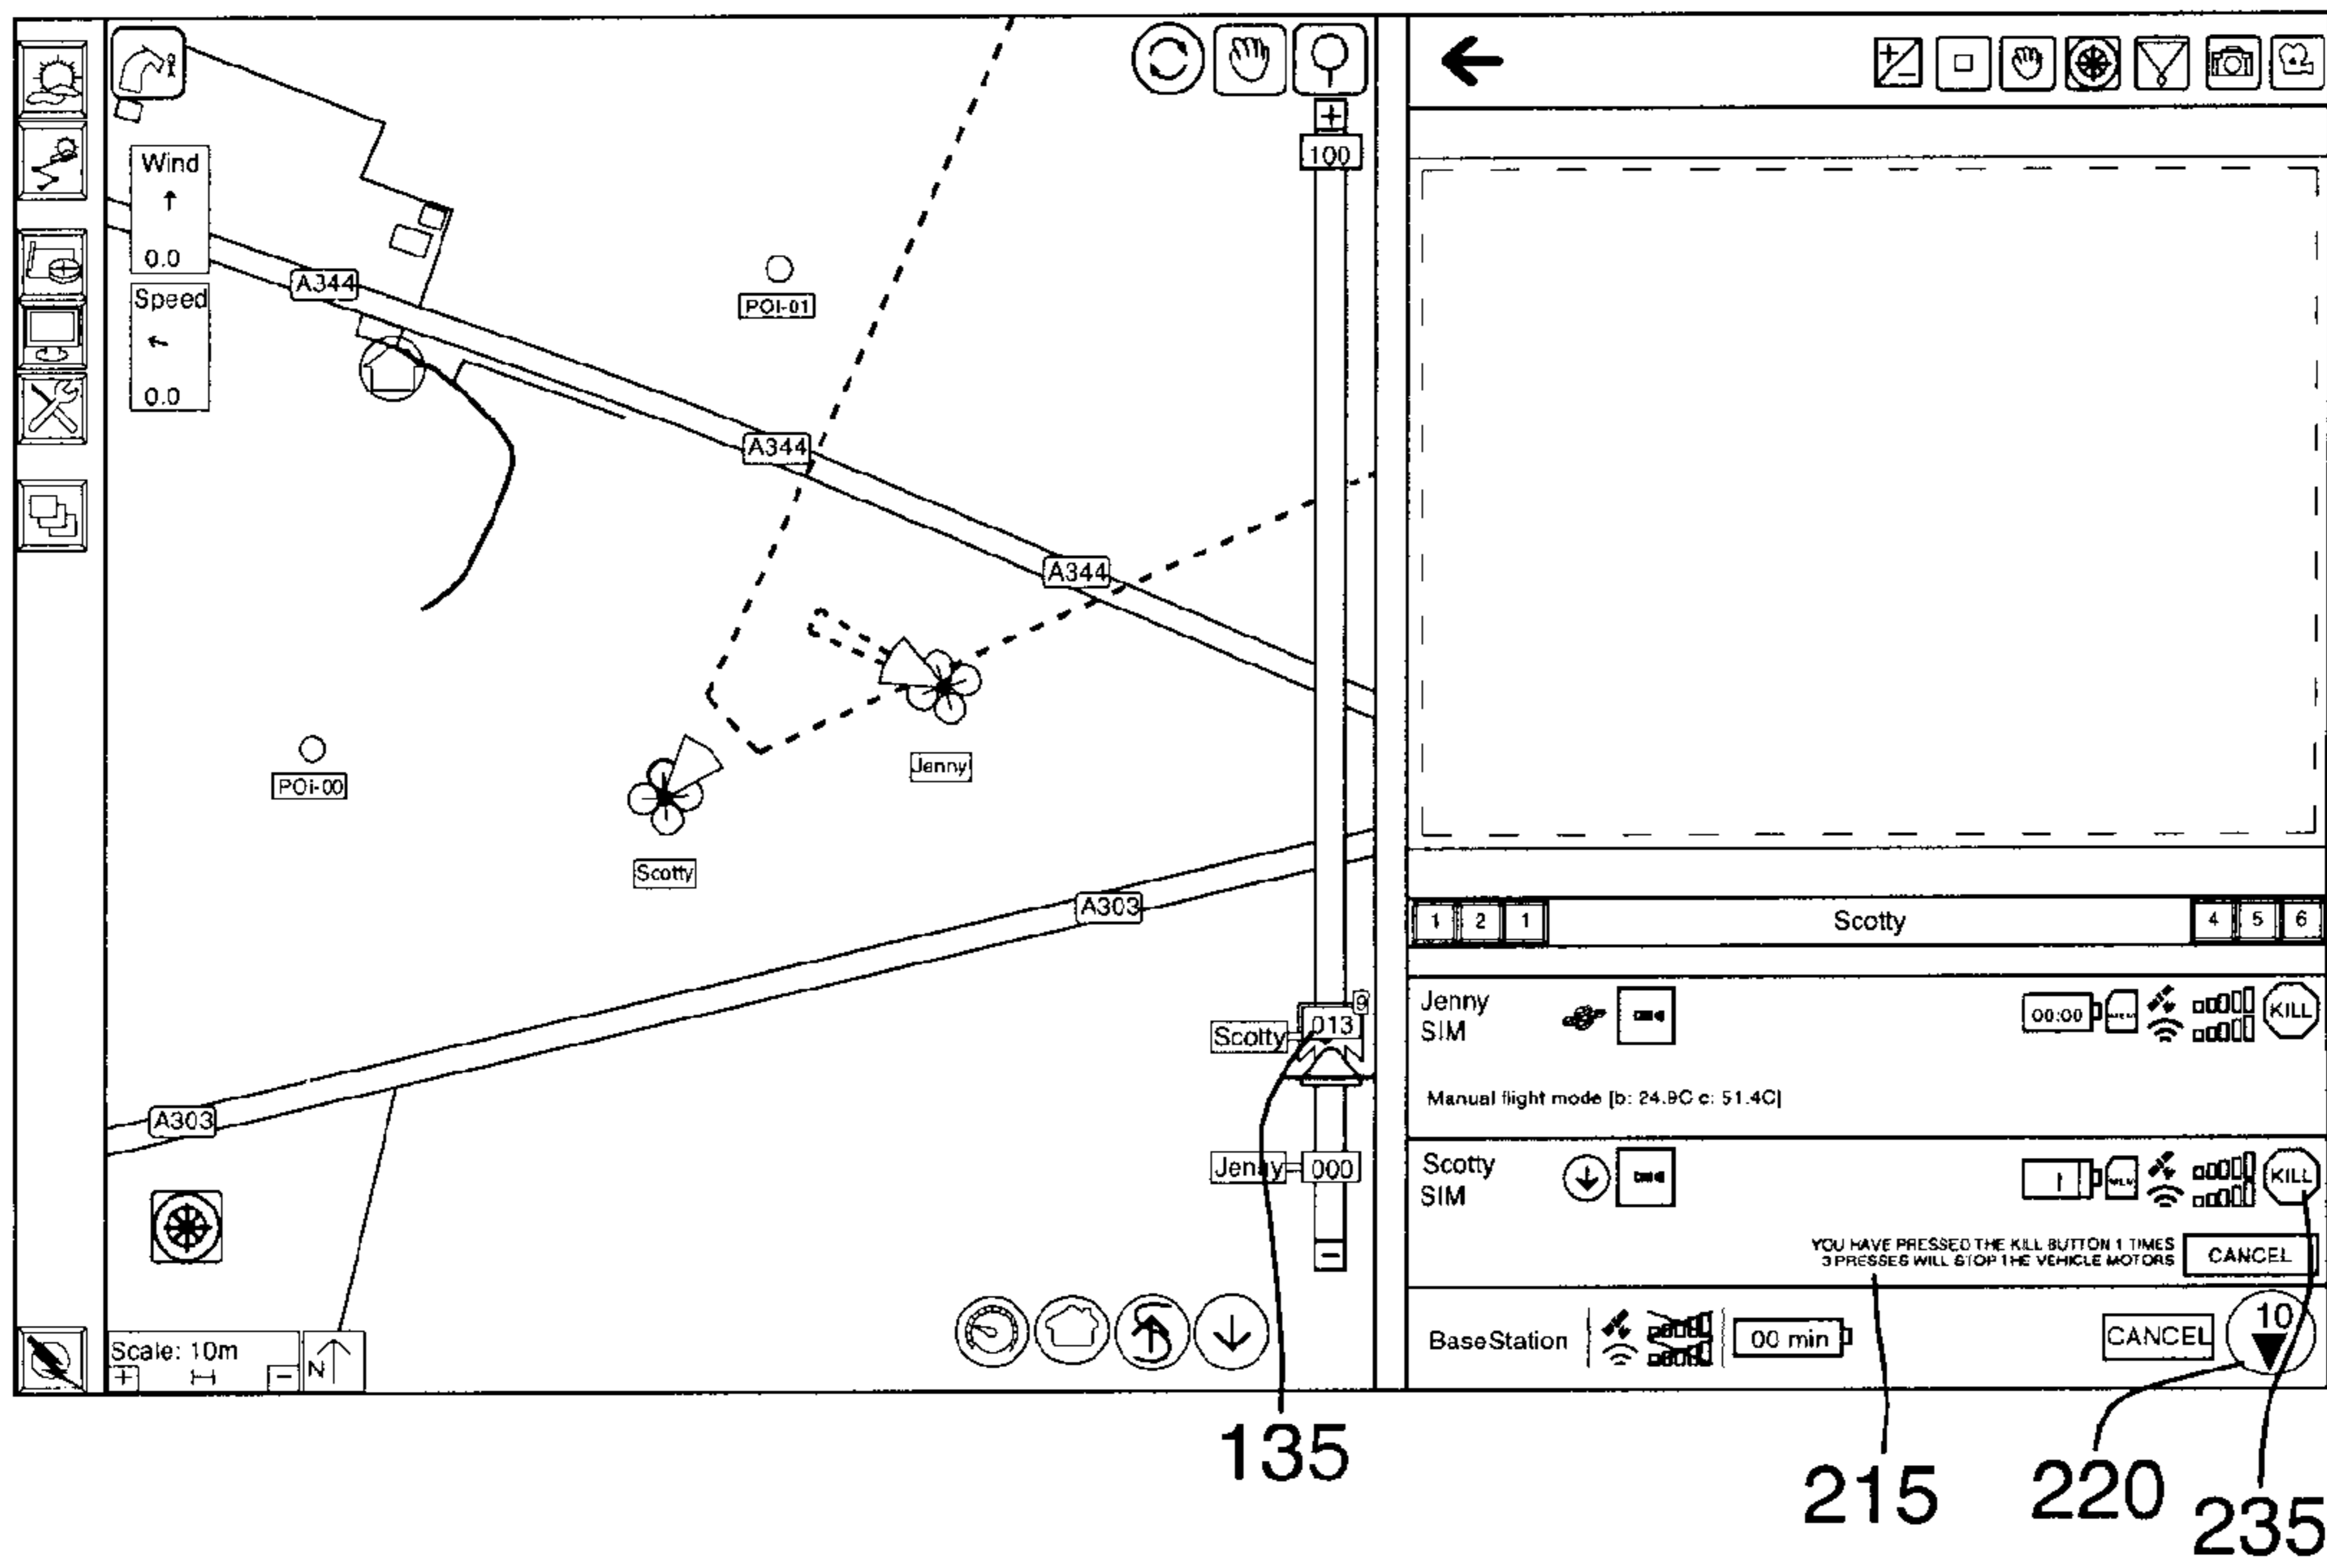 Wind
0.0
Speed
0.0
A344
POI-01
A344
A344
Jenny
POi-00
Scotty
A303
A303
+
100
9
013
Scotty
Jenny
000
−
Scale: 10m
+
−
N
+
−
1 2 1 Scotty 4 5 6
Jenny
SIM
00:00
KILL
Manual flight mode [b: 24.9C c: 51.4C]
Scotty
SIM
KILL
YOU HAVE PRESSED THE KILL BUTTON 1 TIMES
3 PRESSES WILL STOP THE VEHICLE MOTORS
CANCEL
BaseStation
00 min
CANCEL
10
135
215
220
235